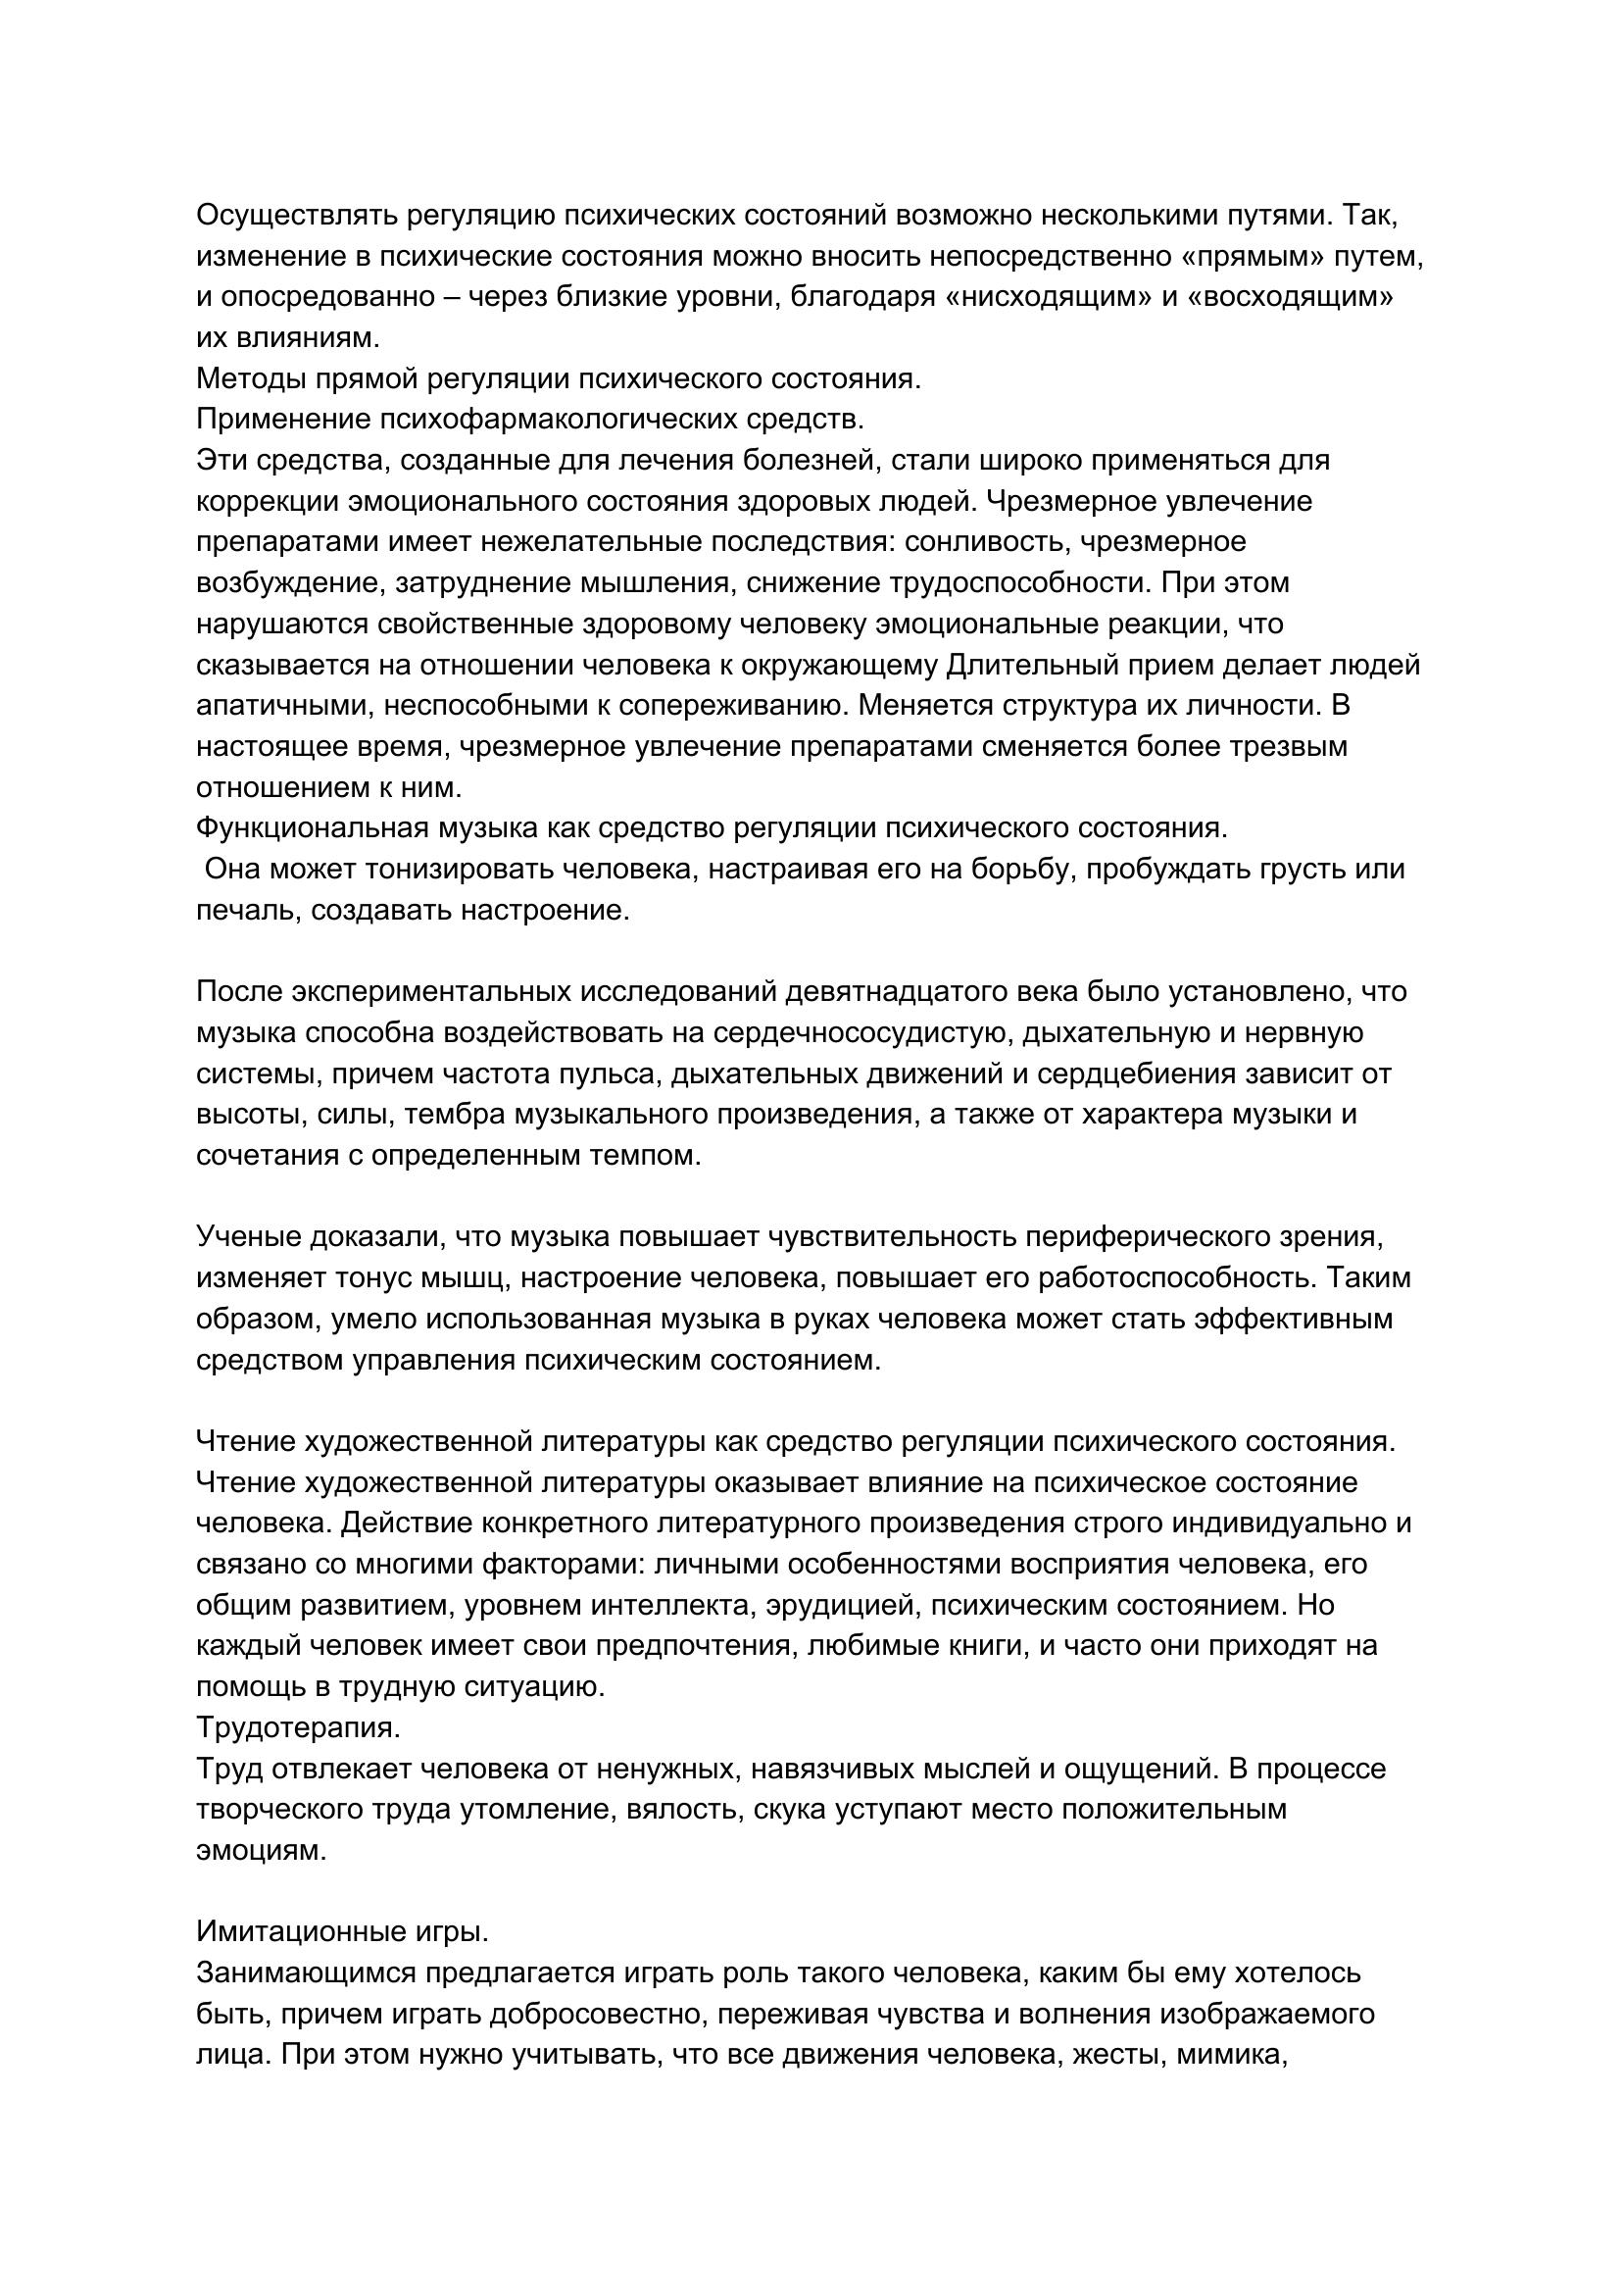 Осуществлять регуляцию психических состояний возможно несколькими путями. Так,
изменение в психические состояния можно вносить непосредственно «прямым» путем,
и опосредованно – через близкие уровни, благодаря «нисходящим» и «восходящим»
их влияниям.
Методы прямой регуляции психического состояния.
Применение психофармакологических средств.
Эти средства, созданные для лечения болезней, стали широко применяться для
коррекции эмоционального состояния здоровых людей. Чрезмерное увлечение
препаратами имеет нежелательные последствия: сонливость, чрезмерное
возбуждение, затруднение мышления, снижение трудоспособности. При этом
нарушаются свойственные здоровому человеку эмоциональные реакции, что
сказывается на отношении человека к окружающему Длительный прием делает людей
апатичными, неспособными к сопереживанию. Меняется структура их личности. В
настоящее время, чрезмерное увлечение препаратами сменяется более трезвым
отношением к ним.
Функциональная музыка как средство регуляции психического состояния.
Она может тонизировать человека, настраивая его на борьбу, пробуждать грусть или
печаль, создавать настроение.
После экспериментальных исследований девятнадцатого века было установлено, что
музыка способна воздействовать на сердечнососудистую, дыхательную и нервную
системы, причем частота пульса, дыхательных движений и сердцебиения зависит от
высоты, силы, тембра музыкального произведения, а также от характера музыки и
сочетания с определенным темпом.
Ученые доказали, что музыка повышает чувствительность периферического зрения,
изменяет тонус мышц, настроение человека, повышает его работоспособность. Таким
образом, умело использованная музыка в руках человека может стать эффективным
средством управления психическим состоянием.
Чтение художественной литературы как средство регуляции психического состояния.
Чтение художественной литературы оказывает влияние на психическое состояние
человека. Действие конкретного литературного произведения строго индивидуально и
связано со многими факторами: личными особенностями восприятия человека, его
общим развитием, уровнем интеллекта, эрудицией, психическим состоянием. Но
каждый человек имеет свои предпочтения, любимые книги, и часто они приходят на
помощь в трудную ситуацию.
Трудотерапия.
Труд отвлекает человека от ненужных, навязчивых мыслей и ощущений. В процессе
творческого труда утомление, вялость, скука уступают место положительным
эмоциям.
Имитационные игры.
Занимающимся предлагается играть роль такого человека, каким бы ему хотелось
быть, причем играть добросовестно, переживая чувства и волнения изображаемого
лица. При этом нужно учитывать, что все движения человека, жесты, мимика,